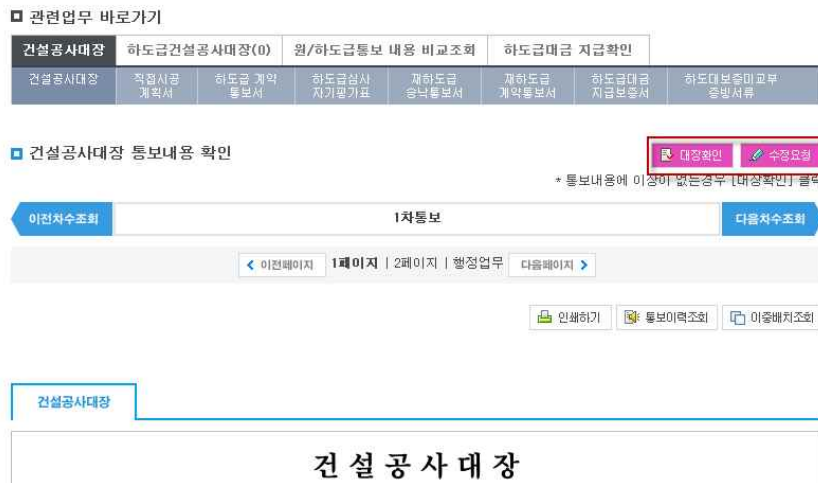 관련업무 바로가기
건설공사대장 하도급건설공사대장(0) 원/하도급통보 내용 비교조회 하도급대금 지급확인
건설공사대장 직접시공 계획서 하도급 계약 통보서 하도급심사 자기평가표 재하도급 승낙통보서 재하도급 계약통보서 하도급대금 지급보증서 하도대보증미교부 증빙서류
건설공사대장 통보내용 확인 대장확인 수정요청
* 통보내용에 이상이 없는경우 [대장확인] 클릭
이전차수조회 1차통보 다음차수조회
이전페이지 1페이지 | 2페이지 | 행정업무 다음페이지
인쇄하기 통보이력조회 이중배치조회
건설공사대장
건설공사대장